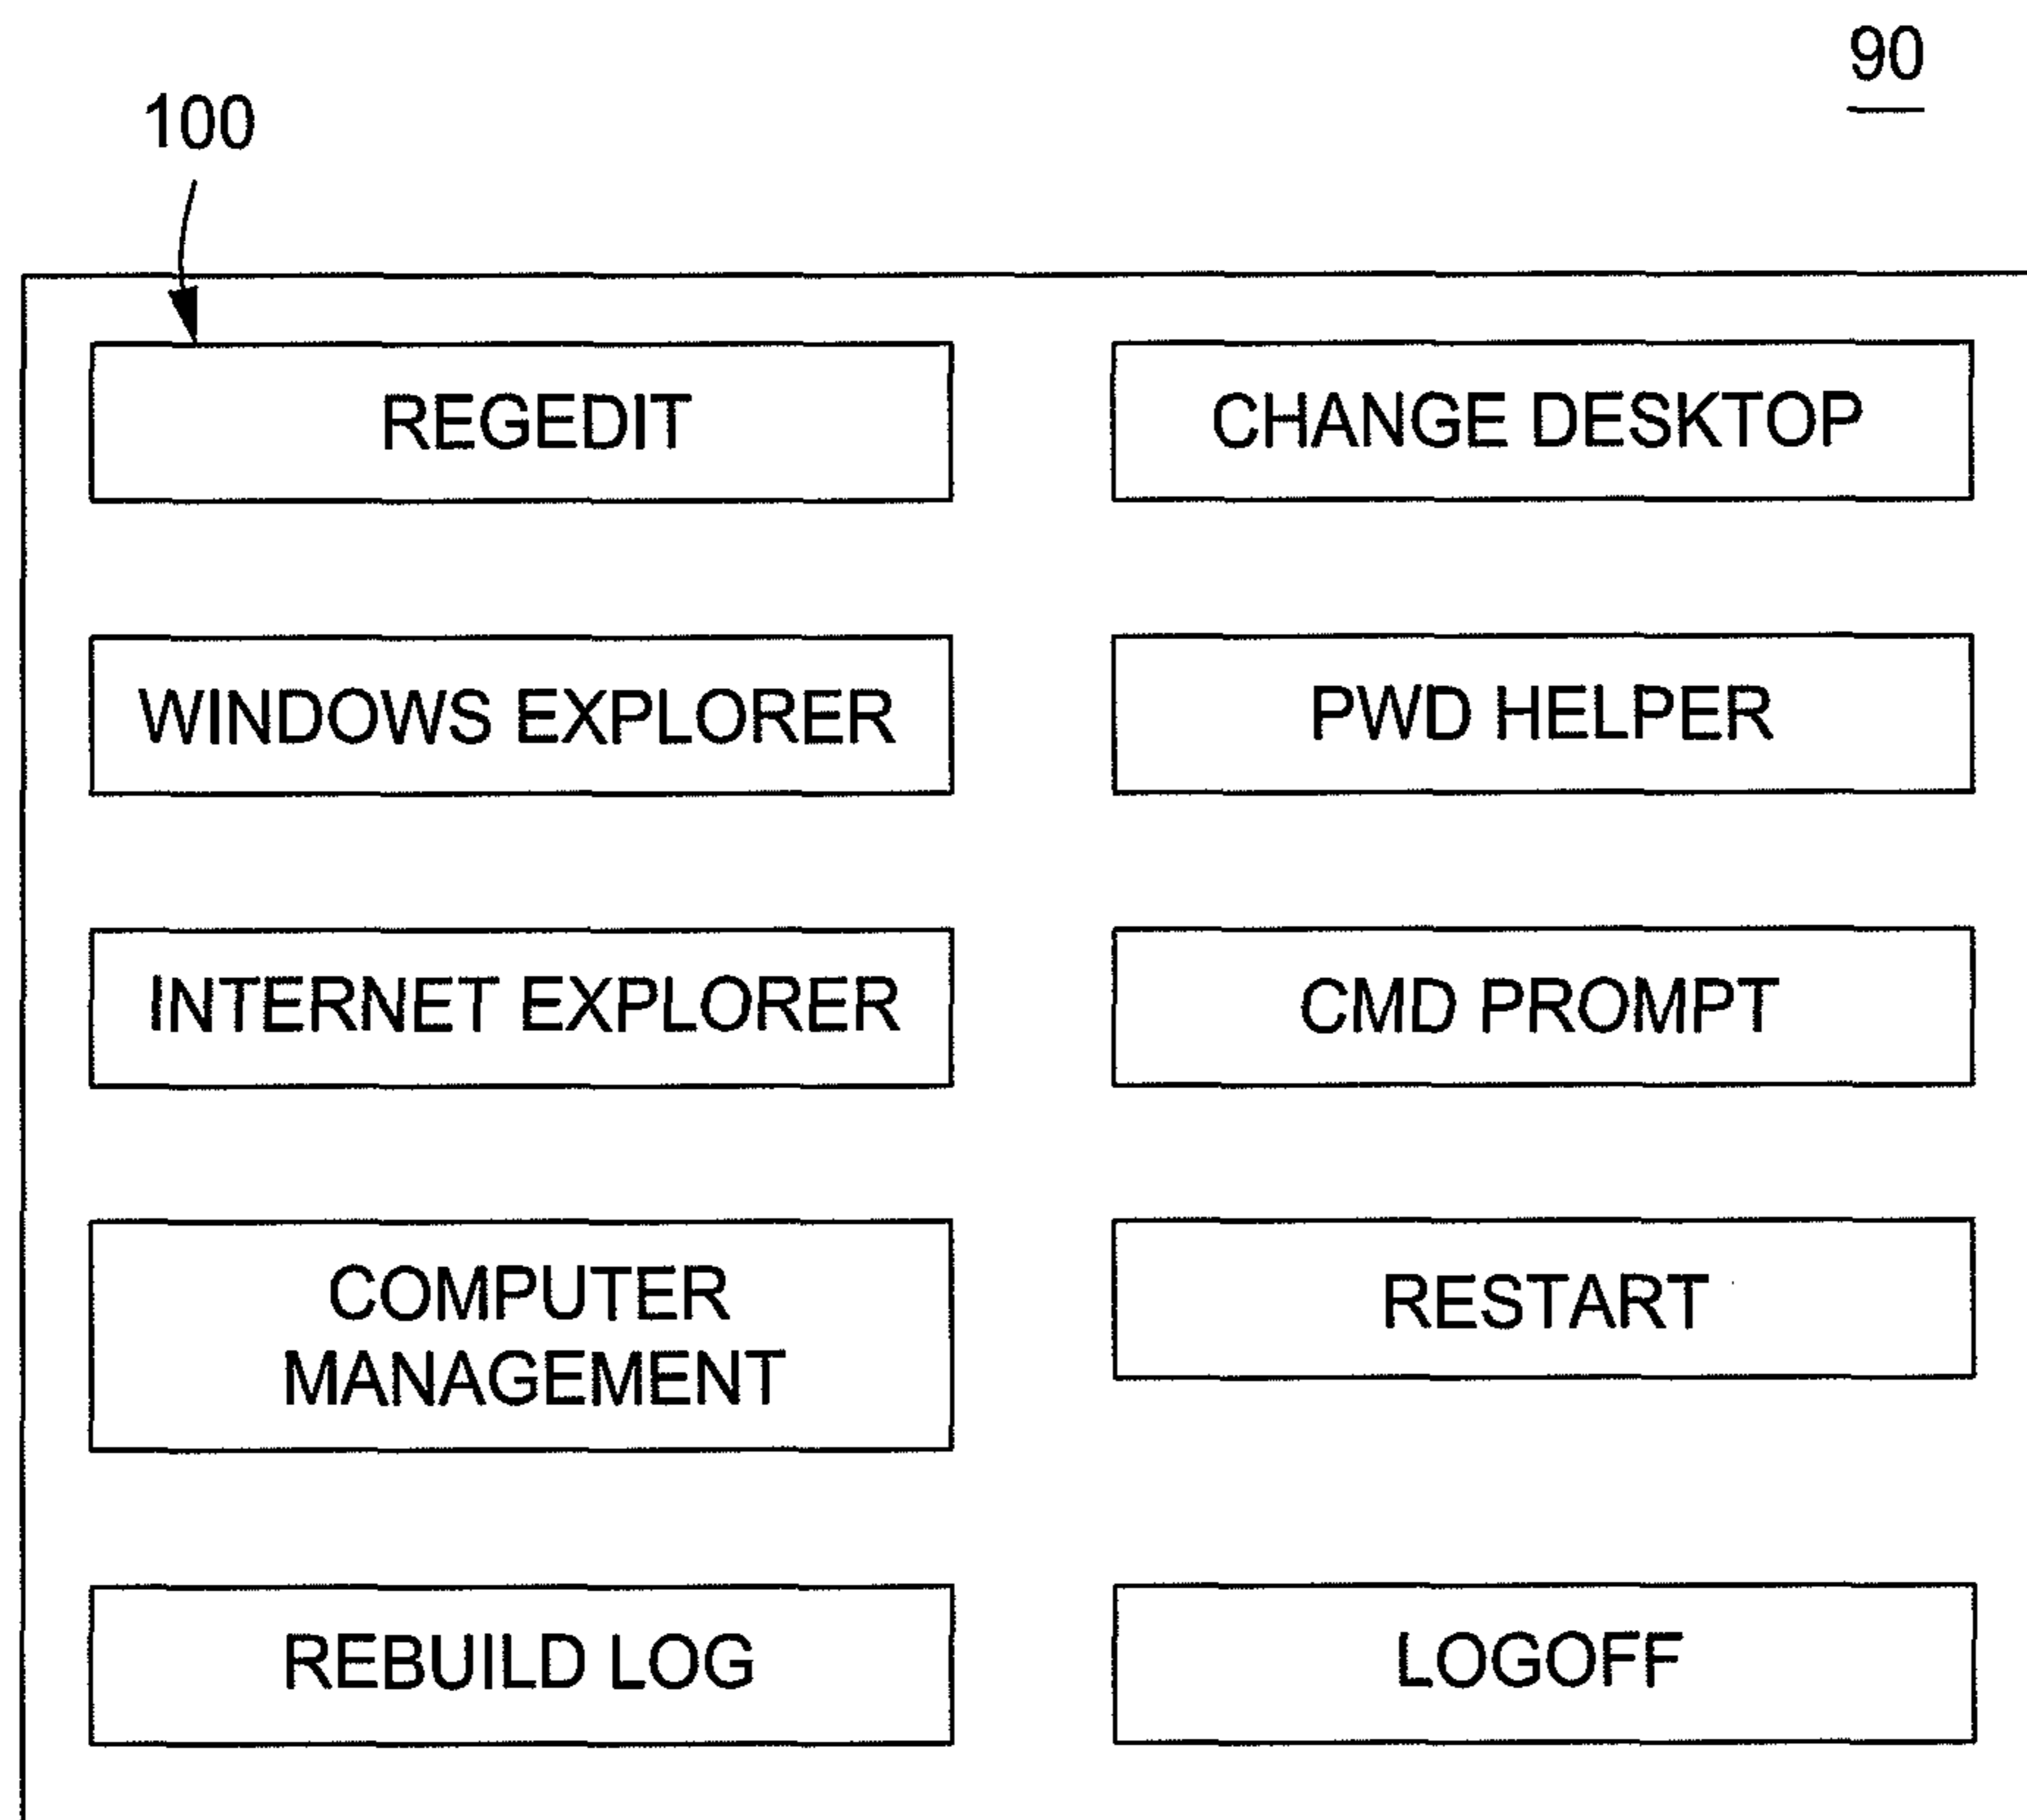 90
100
REGEDIT
CHANGE DESKTOP
WINDOWS EXPLORER
PWD HELPER
INTERNET EXPLORER
CMD PROMPT
COMPUTER
MANAGEMENT
RESTART
REBUILD LOG
LOGOFF